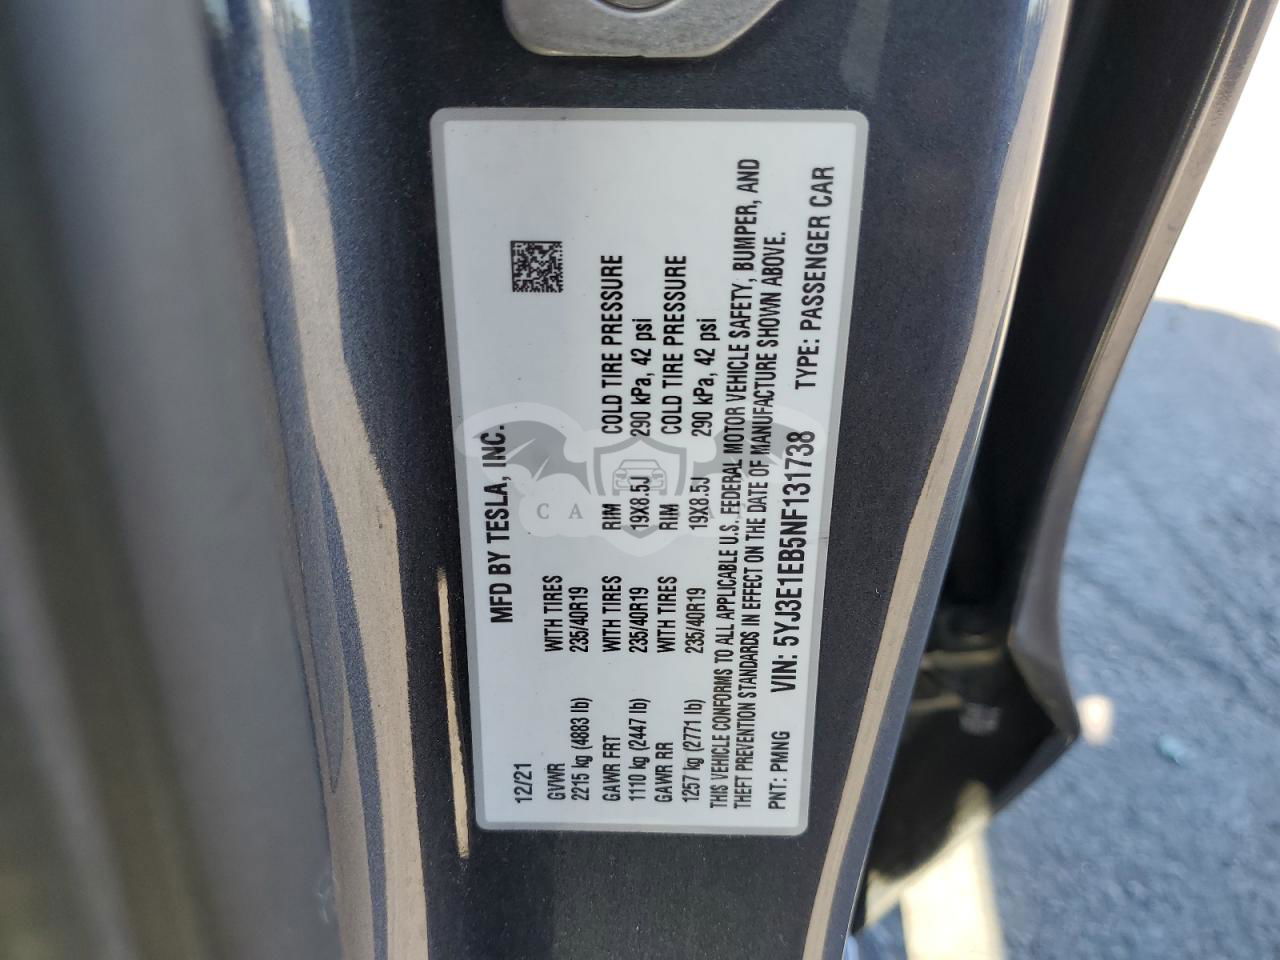 MFD BY TESLA, INC.
12/21
GVWR WITH TIRES
2215 kg (4883 lb) 235/40R19
GAWR FRT WITH TIRES RIM COLD TIRE PRESSURE
1110 kg (2447 lb) 235/40R19 19X8.5J 290 kPa, 42 psi
GAWR RR WITH TIRES RIM COLD TIRE PRESSURE
1257 kg (2771 lb) 235/40R19 19X8.5J 290 kPa, 42 psi
THIS VEHICLE CONFORMS TO ALL APPLICABLE U.S. FEDERAL MOTOR VEHICLE SAFETY, BUMPER, AND
THEFT PREVENTION STANDARDS IN EFFECT ON THE DATE OF MANUFACTURE SHOWN ABOVE.
PNT: PMNG VIN: 5YJ3E1EB5NF131738 TYPE: PASSENGER CAR